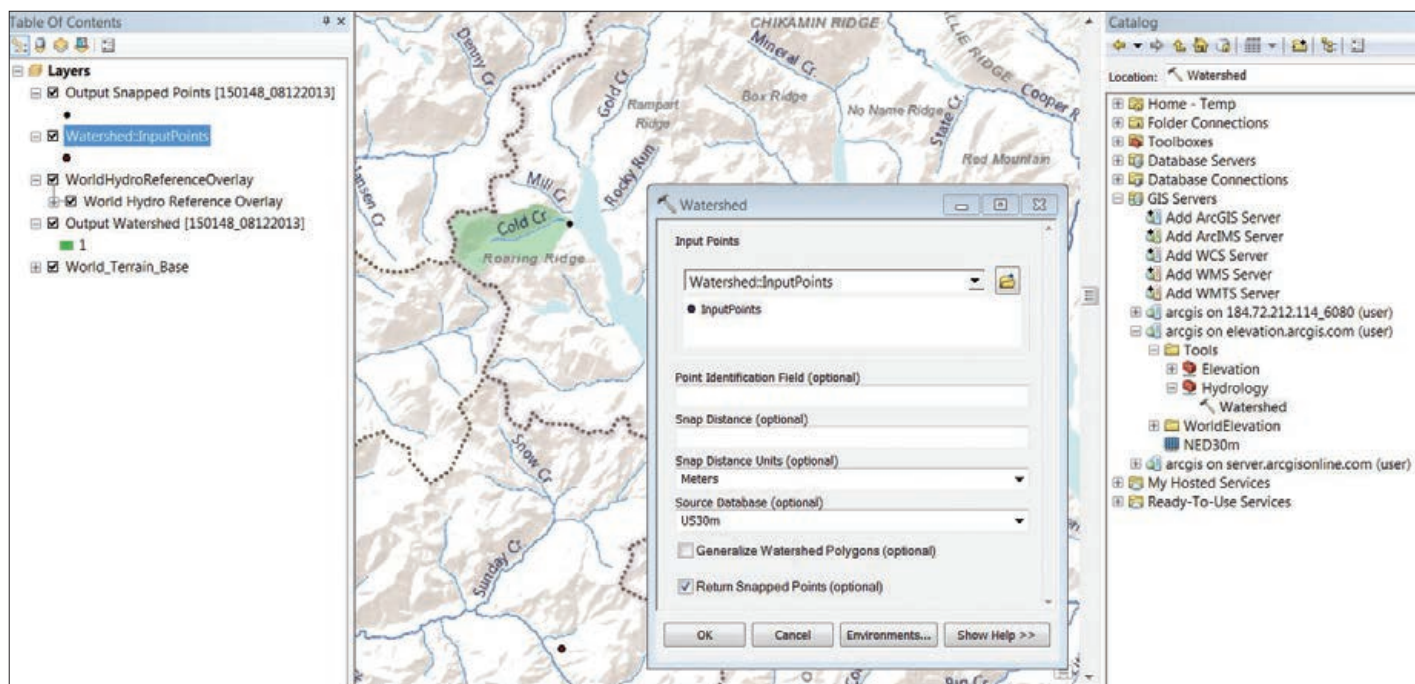 Table Of Contents
Layers
Output Snapped Points [150148_08122013]
Watershed::InputPoints
WorldHydroReferenceOverlay
World Hydro Reference Overlay
Output Watershed [150148_08122013]
1
World_Terrain_Base
CHIKAMIN RIDGE
Denny Cr.
Gold Cr.
Mineral Cr.
LLIE RIDGE
Rampart
Ridge
Box Ridge
No Name Ridge
State Cr.
Cooper R
Red Mountain
Hansen Cr.
Mill Cr.
Rocky Run
Cold Cr.
Roaring Ridge
Snow Cr.
Sunday Cr.
Watershed
Input Points
Watershed::InputPoints
InputPoints
Point Identification Field (optional)
Snap Distance (optional)
Snap Distance Units (optional)
Meters
Source Database (optional)
US30m
Generalize Watershed Polygons (optional)
Return Snapped Points (optional)
OK
Cancel
Environments...
Show Help >>
Catalog
Location: Watershed
Home - Temp
Folder Connections
Toolboxes
Database Servers
Database Connections
GIS Servers
Add ArcGIS Server
Add ArcIMS Server
Add WCS Server
Add WMS Server
Add WMTS Server
arcgis on 184.72.212.114_6080 (user)
arcgis on elevation.arcgis.com (user)
Tools
Elevation
Hydrology
Watershed
WorldElevation
NED30m
arcgis on server.arcgisonline.com (user)
My Hosted Services
Ready-To-Use Services